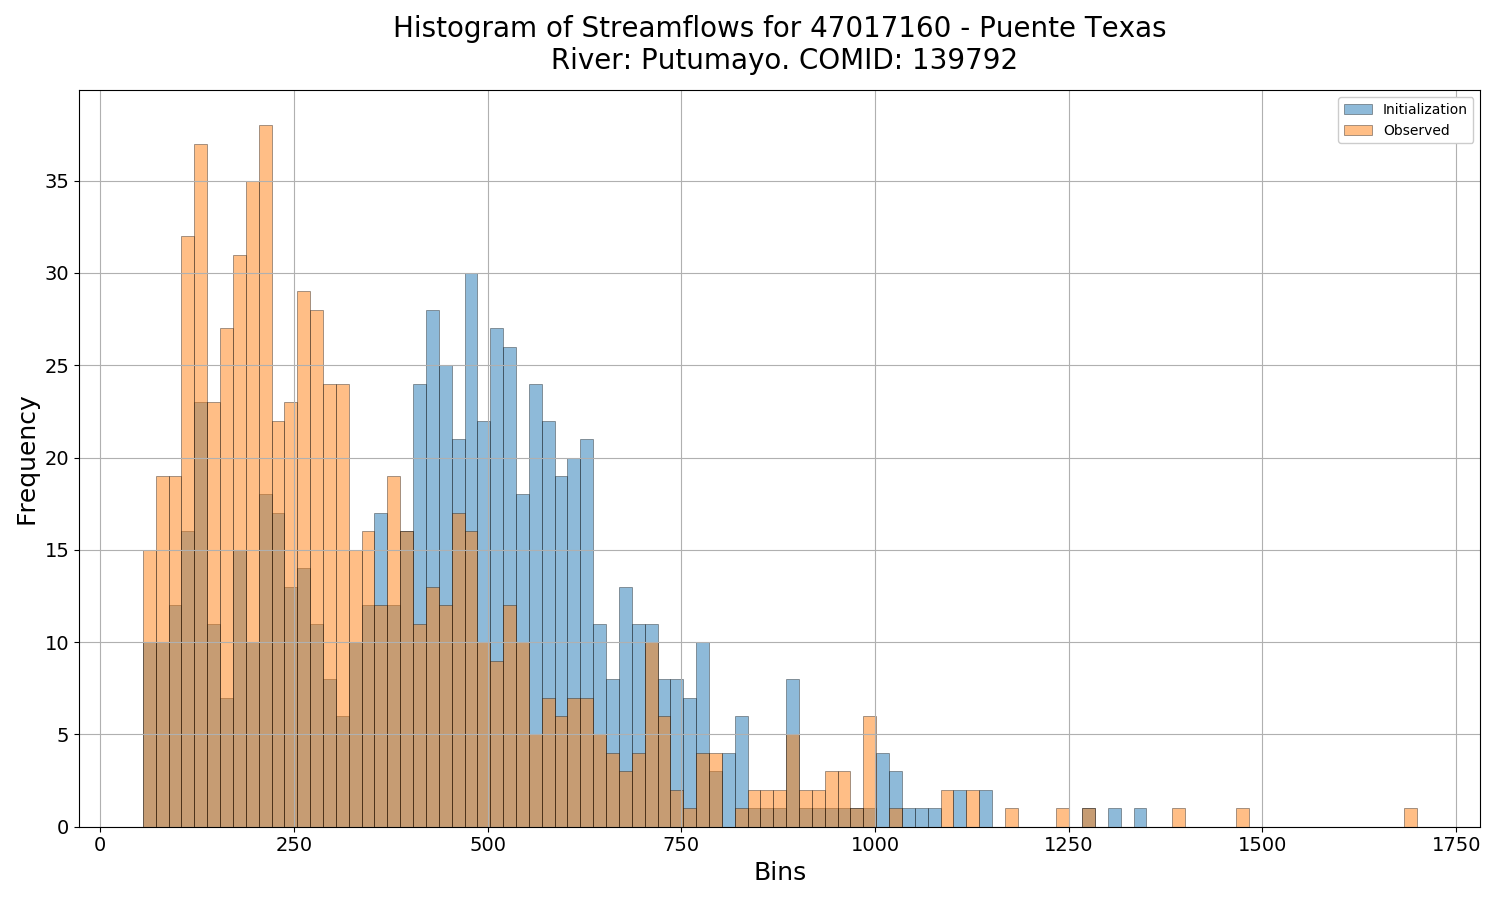 Histogram of Streamflows for 47017160 - Puente Texas
River: Putumayo. COMID: 139792
Initialization
Observed
Frequency
35
30
25
20
15
10
5
0
0 250 500 750 1000 1250 1500 1750
Bins